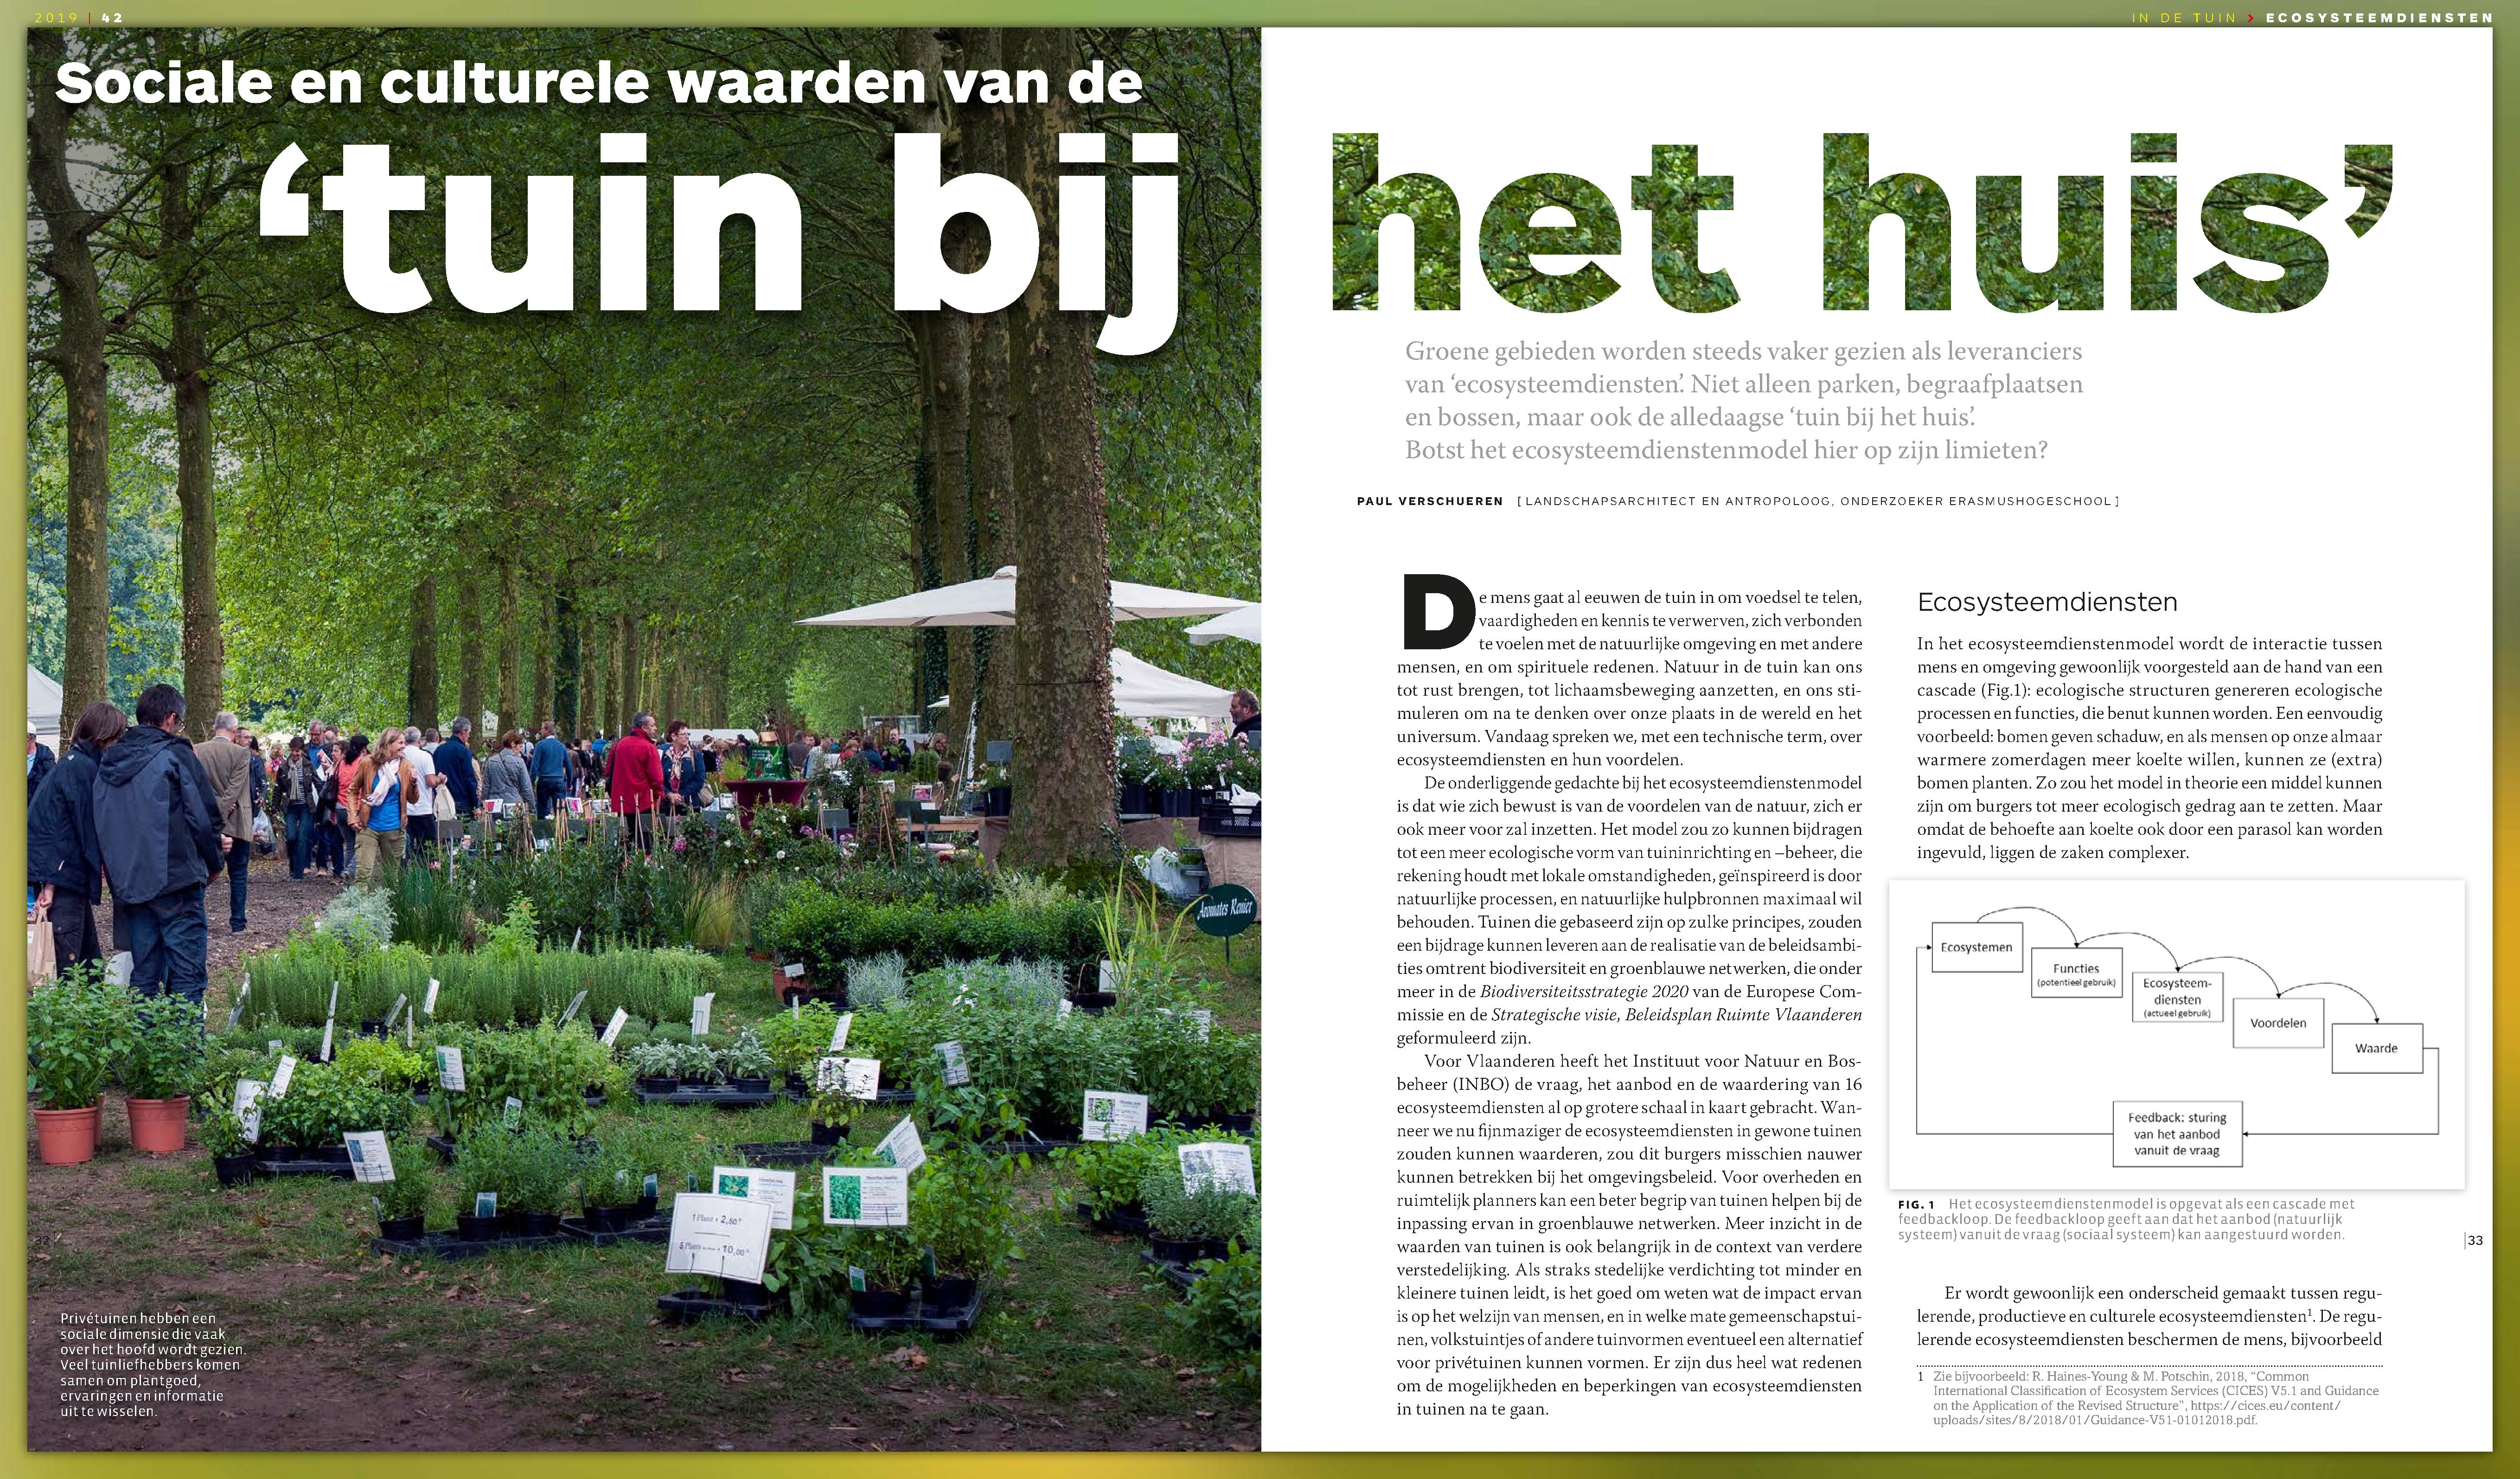 2019 | 42
IN DE TUIN > ECOSYSTEEMDIENSTEN
Sociale en culturele waarden van de
‘tuin bij
het huis’
Groene gebieden worden steeds vaker gezien als leveranciers
van ‘ecosysteemdiensten’. Niet alleen parken, begraafplaatsen
en bossen, maar ook de alledaagse ‘tuin bij het huis’.
Botst het ecosysteemdienstenmodel hier op zijn limieten?
PAUL VERSCHUEREN [ LANDSCHAPSARCHITECT EN ANTROPOLOOG, ONDERZOEKER ERASMUSHOGESCHOOL ]
De mens gaat al eeuwen de tuin in om voedsel te telen,
vaardigheden en kennis te verwerven, zich verbonden
te voelen met de natuurlijke omgeving en met andere
mensen, en om spirituele redenen. Natuur in de tuin kan ons
tot rust brengen, tot lichaamsbeweging aanzetten, en ons sti-
muleren om na te denken over onze plaats in de wereld en het
universum. Vandaag spreken we, met een technische term, over
ecosysteemdiensten en hun voordelen.
De onderliggende gedachte bij het ecosysteemdienstenmodel
is dat wie zich bewust is van de voordelen van de natuur, zich er
ook meer voor zal inzetten. Het model zou zo kunnen bijdragen
tot een meer ecologische vorm van tuininrichting en –beheer, die
rekening houdt met lokale omstandigheden, geïnspireerd is door
natuurlijke processen, en natuurlijke hulpbronnen maximaal wil
behouden. Tuinen die gebaseerd zijn op zulke principes, zouden
een bijdrage kunnen leveren aan de realisatie van de beleidsambi-
ties omtrent biodiversiteit en groenblauwe netwerken, die onder
meer in de Biodiversiteitsstrategie 2020 van de Europese Com-
missie en de Strategische visie, Beleidsplan Ruimte Vlaanderen
geformuleerd zijn.
Voor Vlaanderen heeft het Instituut voor Natuur en Bos-
beheer (INBO) de vraag, het aanbod en de waardering van 16
ecosysteemdiensten al op grotere schaal in kaart gebracht. Wan-
neer we nu fijnmaziger de ecosysteemdiensten in gewone tuinen
zouden kunnen waarderen, zou dit burgers misschien nauwer
kunnen betrekken bij het omgevingsbeleid. Voor overheden en
ruimtelijk planners kan een beter begrip van tuinen helpen bij de
inpassing ervan in groenblauwe netwerken. Meer inzicht in de
waarden van tuinen is ook belangrijk in de context van verdere
verstedelijking. Als straks stedelijke verdichting tot minder en
kleinere tuinen leidt, is het goed om weten wat de impact ervan
is op het welzijn van mensen, en in welke mate gemeenschapstui-
nen, volkstuintjes of andere tuinvormen eventueel een alternatief
voor privétuinen kunnen vormen. Er zijn dus heel wat redenen
om de mogelijkheden en beperkingen van ecosysteemdiensten
in tuinen na te gaan.
Ecosysteemdiensten
In het ecosysteemdienstenmodel wordt de interactie tussen
mens en omgeving gewoonlijk voorgesteld aan de hand van een
cascade (Fig.1): ecologische structuren genereren ecologische
processen en functies, die benut kunnen worden. Een eenvoudig
voorbeeld: bomen geven schaduw, en als mensen op onze almaar
warmere zomerdagen meer koelte willen, kunnen ze (extra)
bomen planten. Zo zou het model in theorie een middel kunnen
zijn om burgers tot meer ecologisch gedrag aan te zetten. Maar
omdat de behoefte aan koelte ook door een parasol kan worden
ingevuld, liggen de zaken complexer.
Ecosystemen
Functies
(potentieel gebruik)
Ecosysteem-
diensten
(actueel gebruik)
Voordelen
Waarde
Feedback: sturing
van het aanbod
vanuit de vraag
FIG. 1 Het ecosysteemdienstenmodel is opgevat als een cascade met
feedbackloop. De feedbackloop geeft aan dat het aanbod (natuurlijk
systeem) vanuit de vraag (sociaal systeem) kan aangestuurd worden.
Er wordt gewoonlijk een onderscheid gemaakt tussen regu-
lerende, productieve en culturele ecosysteemdiensten¹. De regu-
lerende ecosysteemdiensten beschermen de mens, bijvoorbeeld
1 Zie bijvoorbeeld: R. Haines-Young & M. Potschin, 2018, “Common
International Classification of Ecosystem Services (CICES) V5.1 and Guidance
on the Application of the Revised Structure”, https://cices.eu/content/
uploads/sites/8/2018/01/Guidance-V51-01012018.pdf.
|33
32|
Aromates Renier
1 Plant = 2,50€
5 Plants = 10,00€
Privétuinen hebben een
sociale dimensie die vaak
over het hoofd wordt gezien.
Veel tuinliefhebbers komen
samen om plantgoed,
ervaringen en informatie
uit te wisselen.